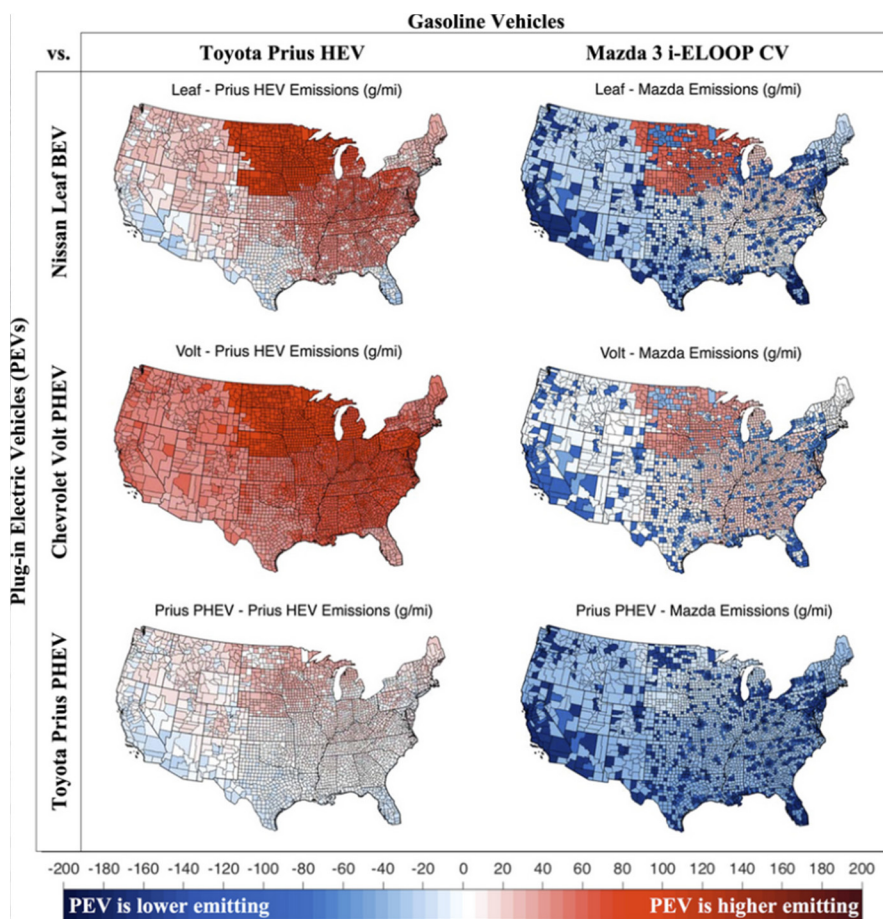 Gasoline Vehicles
vs.
Toyota Prius HEV
Mazda 3 i-ELOOP CV
Plug-in Electric Vehicles (PEVs)
Nissan Leaf BEV
Leaf - Prius HEV Emissions (g/mi)
Leaf - Mazda Emissions (g/mi)
Chevrolet Volt PHEV
Volt - Prius HEV Emissions (g/mi)
Volt - Mazda Emissions (g/mi)
Toyota Prius PHEV
Prius PHEV - Prius HEV Emissions (g/mi)
Prius PHEV - Mazda Emissions (g/mi)
-200 -160 -140 -120 -100 -80 -60 -40 -20 0 20 40 60 80 100 120 140 160 180 200
PEV is lower emitting
PEV is higher emitting